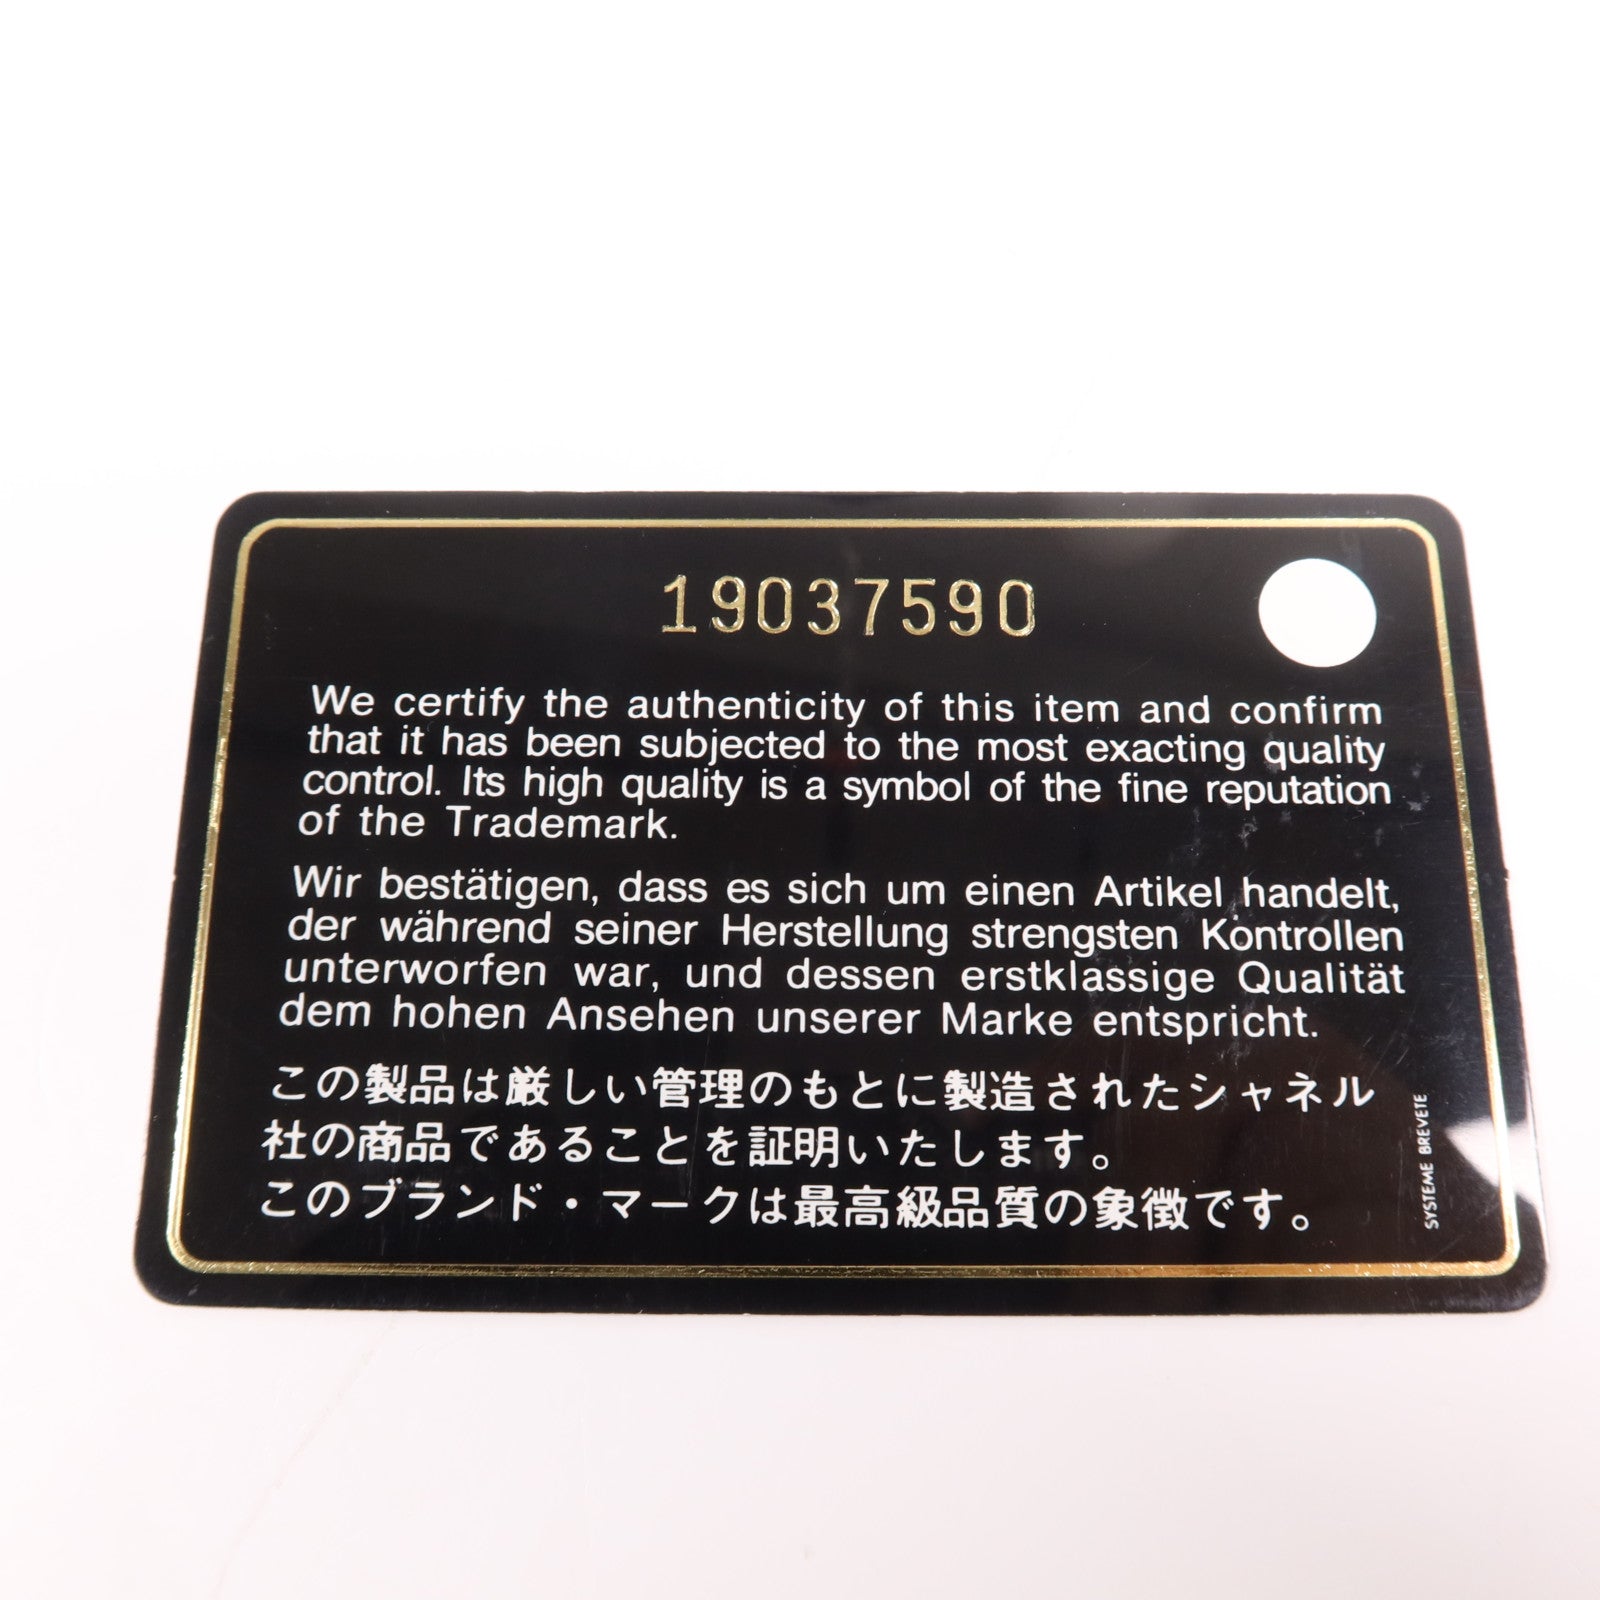 19037590
We certify the authenticity of this item and confirm
that it has been subjected to the most exacting quality
control. Its high quality is a symbol of the fine reputation
of the Trademark.
Wir bestätigen, dass es sich um einen Artikel handelt,
der während seiner Herstellung strengsten Kontrollen
unterworfen war, und dessen erstklassige Qualität
dem hohen Ansehen unserer Marke entspricht.
この製品は厳しい管理のもとに製造されたシャネル
社の商品であることを証明いたします。
このブランド・マークは最高級品質の象徴です。
SYSTEME BREVETE